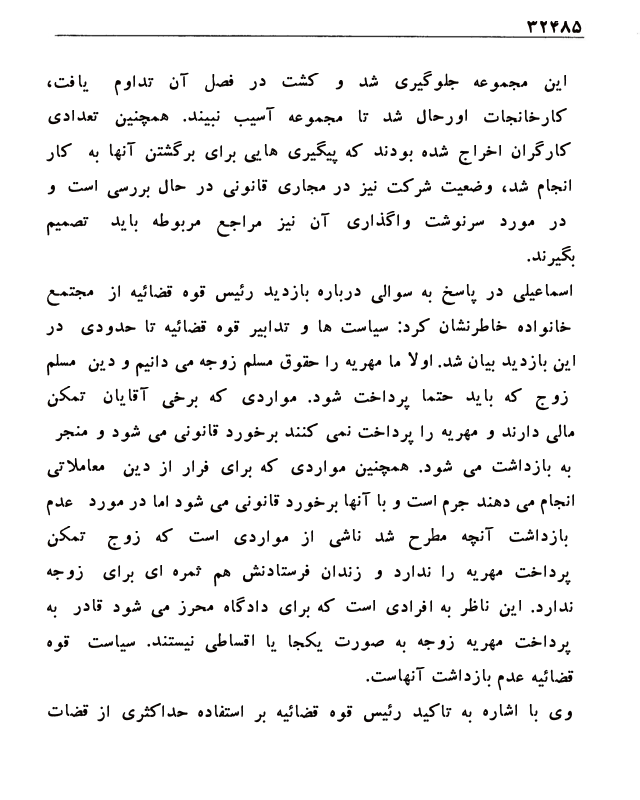 ۳۲۴۸۵
این مجموعه جلوگیری شد و کشت در فصل آن تداوم یافت،
کارخانجات اورحال شد تا مجموعه آسیب نبیند. همچنین تعدادی
کارگران اخراج شده بودند که پیگیری هایی برای برگشتن آنها به کار
انجام شد، وضعیت شرکت نیز در مجاری قانونی در حال بررسی است و
در مورد سرنوشت واگذاری آن نیز مراجع مربوطه باید تصمیم
بگیرند.
اسماعیلی در پاسخ به سوالی درباره بازدید رئیس قوه قضائیه از مجتمع
خانواده خاطرنشان کرد: سیاست ها و تدابیر قوه قضائیه تا حدودی در
این بازدید بیان شد. اولا ما مهریه را حقوق مسلم زوجه می دانیم و دین مسلم
زوج که باید حتما پرداخت شود. مواردی که برخی آقایان تمکن
مالی دارند و مهریه را پرداخت نمی کنند برخورد قانونی می شود و منجر
به بازداشت می شود. همچنین مواردی که برای فرار از دین معاملاتی
انجام می دهند جرم است و با آنها برخورد قانونی می شود اما در مورد عدم
بازداشت آنچه مطرح شد ناشی از مواردی است که زوج تمکن
پرداخت مهریه را ندارد و زندان فرستادنش هم ثمره ای برای زوجه
ندارد. این ناظر به افرادی است که برای دادگاه محرز می شود قادر به
پرداخت مهریه زوجه به صورت یکجا یا اقساطی نیستند. سیاست قوه
قضائیه عدم بازداشت آنهاست.
وی با اشاره به تاکید رئیس قوه قضائیه بر استفاده حداکثری از قضات